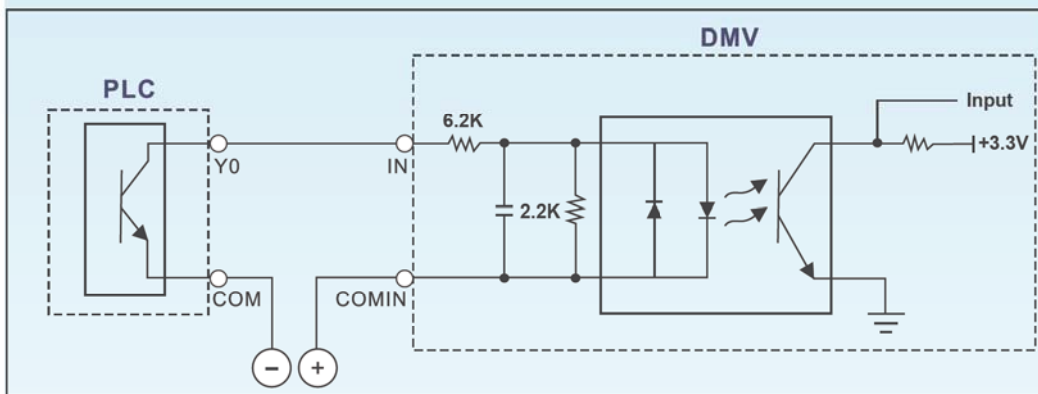 DMV
PLC
Input
6.2K
+3.3V
Y0
IN
2.2K
COM
COMIN
-
+